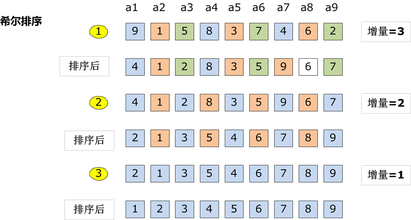 a1 a2 a3 a4 a5 a6 a7 a8 a9
希尔排序
1 9 1 5 8 3 7 4 6 2 增量=3
排序后 4 1 2 8 3 5 9 6 7
2 4 1 2 8 3 5 9 6 7 增量=2
排序后 2 1 3 5 4 6 7 8 9
3 2 1 3 5 4 6 7 8 9 增量=1
排序后 1 2 3 4 5 6 7 8 9